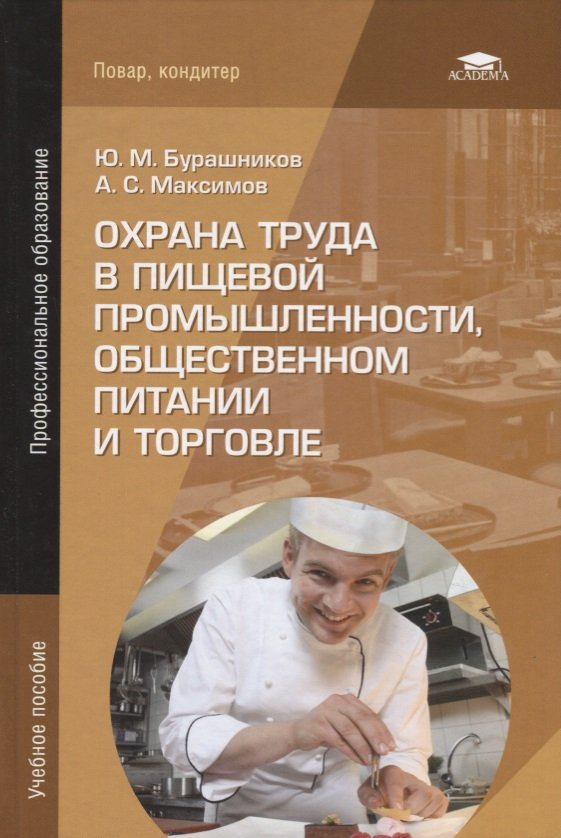 Повар, кондитер
ACADEMA
Ю. М. Бурашников
А. С. Максимов
ОХРАНА ТРУДА
В ПИЩЕВОЙ
ПРОМЫШЛЕННОСТИ,
ОБЩЕСТВЕННОМ
ПИТАНИИ
И ТОРГОВЛЕ
Профессиональное образование
Учебное пособие